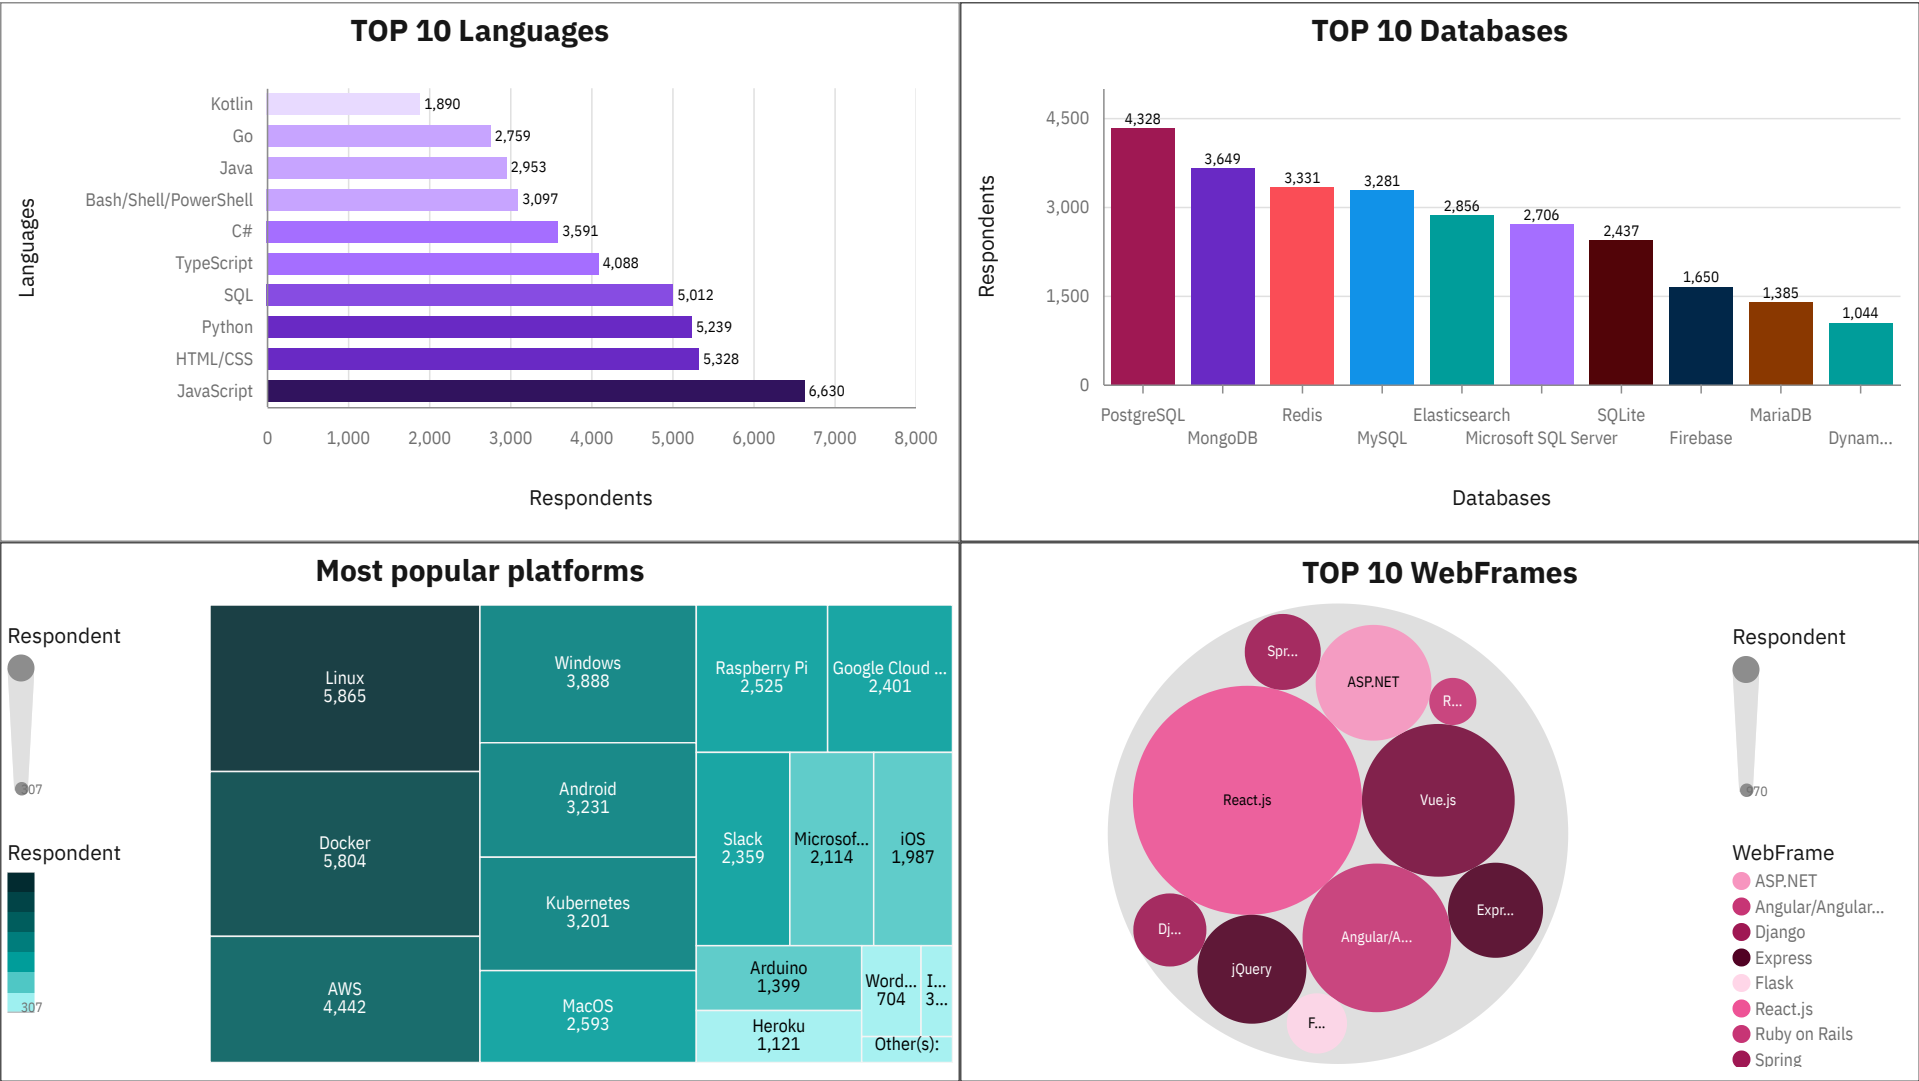 TOP 10 Languages
Languages
Kotlin 1,890
Go 2,759
Java 2,953
Bash/Shell/PowerShell 3,097
C# 3,591
TypeScript 4,088
SQL 5,012
Python 5,239
HTML/CSS 5,328
JavaScript 6,630
0 1,000 2,000 3,000 4,000 5,000 6,000 7,000 8,000
Respondents
TOP 10 Databases
Respondents
4,500
3,000
1,500
0
4,328
3,649
3,331
3,281
2,856
2,706
2,437
1,650
1,385
1,044
PostgreSQL Redis Elasticsearch SQLite MariaDB
MongoDB MySQL Microsoft SQL Server Firebase Dynam...
Databases
Most popular platforms
Respondent
307
Respondent
307
Linux
5,865
Docker
5,804
AWS
4,442
Windows
3,888
Android
3,231
Kubernetes
3,201
MacOS
2,593
Raspberry Pi
2,525
Google Cloud ...
2,401
Slack
2,359
Microsof...
2,114
iOS
1,987
Arduino
1,399
Heroku
1,121
Word...
704
I...
3...
Other(s):
TOP 10 WebFrames
Spr...
ASP.NET
R...
React.js
Vue.js
Dj...
jQuery
Angular/A...
Expr...
F...
Respondent
970
WebFrame
ASP.NET
Angular/Angular...
Django
Express
Flask
React.js
Ruby on Rails
Spring